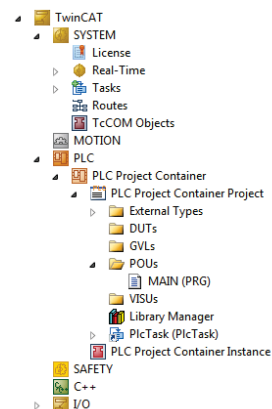 TwinCAT
SYSTEM
License
Real-Time
Tasks
Routes
TcCOM Objects
MOTION
PLC
PLC Project Container
PLC Project Container Project
External Types
DUTs
GVLs
POUs
MAIN (PRG)
VISUs
Library Manager
PlcTask (PlcTask)
PLC Project Container Instance
SAFETY
C++
I/O